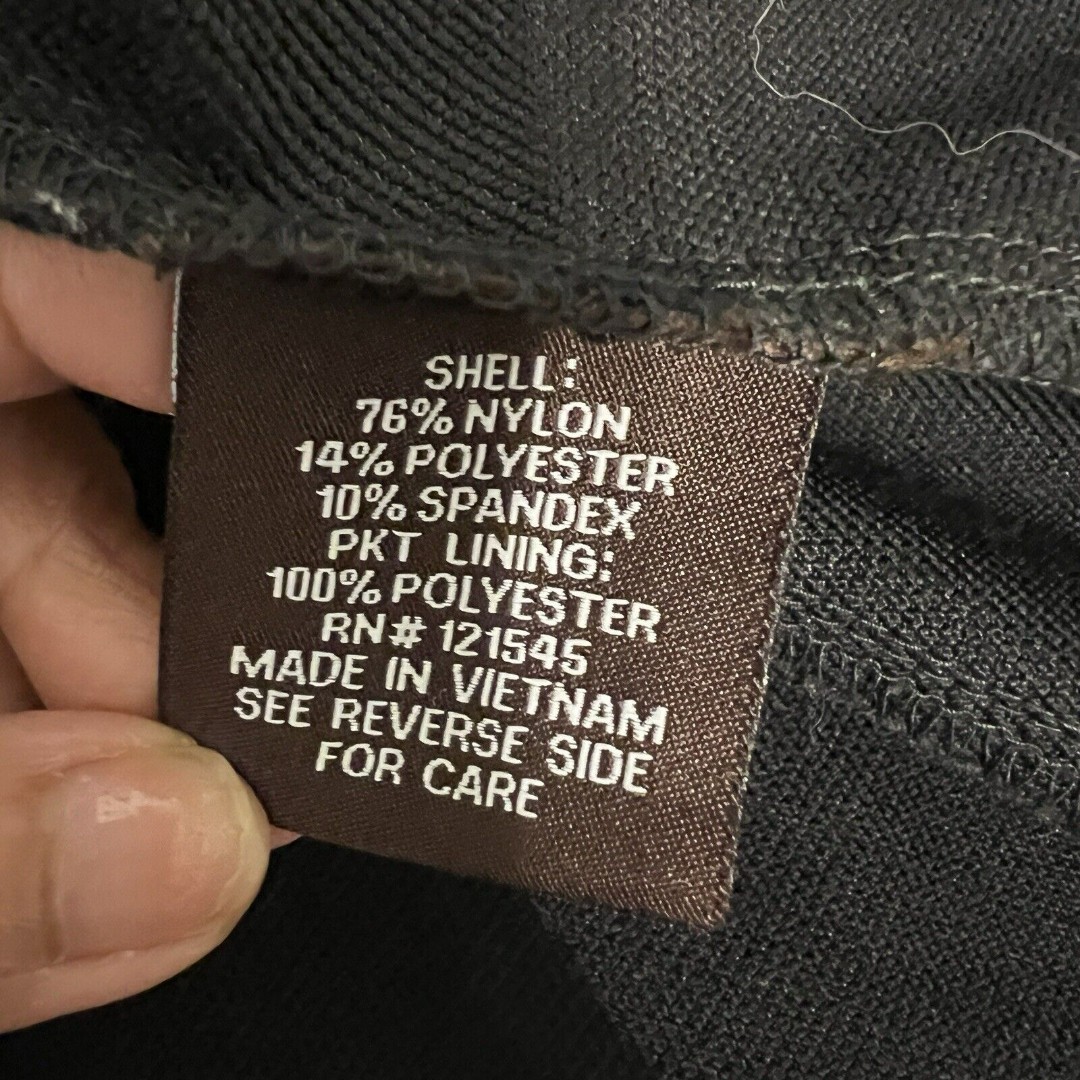 SHELL:
76% NYLON
14% POLYESTER
10% SPANDEX
PKT LINING:
100% POLYESTER
RN# 121545
MADE IN VIETNAM
SEE REVERSE SIDE
FOR CARE